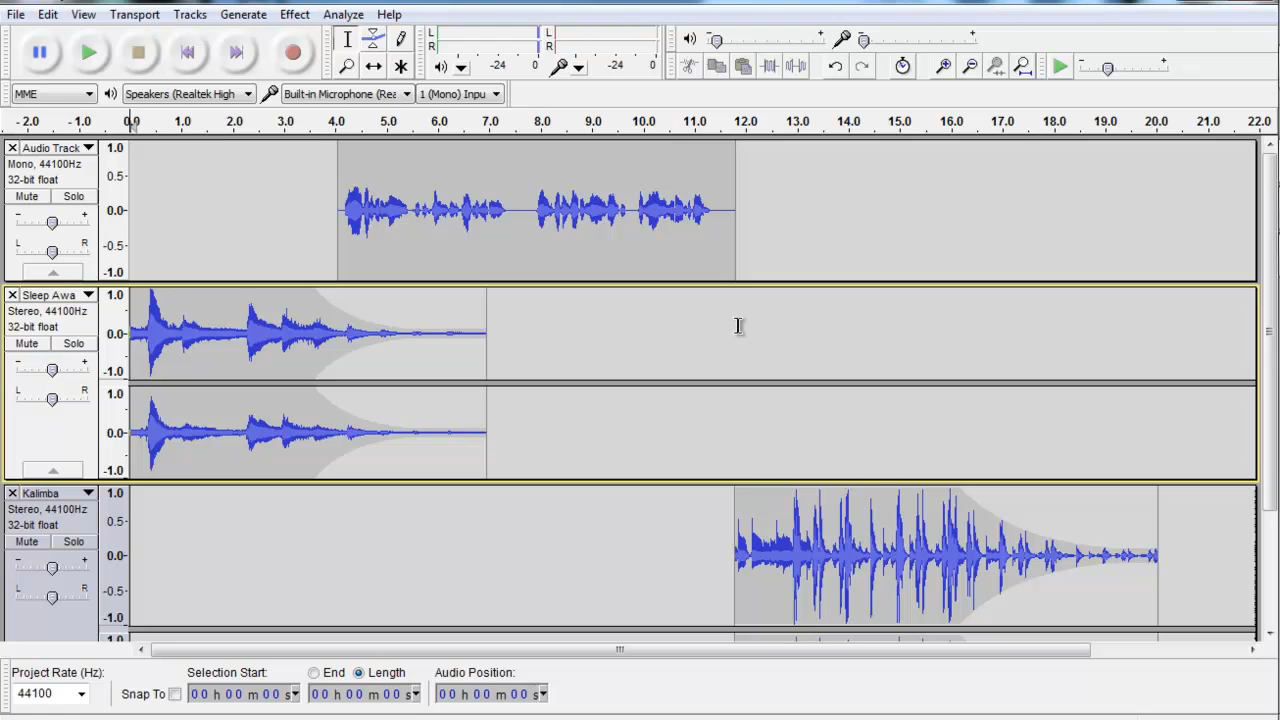 File Edit View Transport Tracks Generate Effect Analyze Help
L R -24 0 L R -24 0
MME Speakers (Realtek High Built-in Microphone (Rea 1 (Mono) Inpu
- 2.0 - 1.0 0.0 1.0 2.0 3.0 4.0 5.0 6.0 7.0 8.0 9.0 10.0 11.0 12.0 13.0 14.0 15.0 16.0 17.0 18.0 19.0 20.0 21.0 22.0
Audio Track 1.0
Mono, 44100Hz
32-bit float 0.5
Mute Solo
- + 0.0
L R -0.5
-1.0
Sleep Awa 1.0
Stereo, 44100Hz
32-bit float 0.0
Mute Solo
- + -1.0
L R 1.0
0.0
-1.0
Kalimba 1.0
Stereo, 44100Hz
32-bit float 0.5
Mute Solo
- + 0.0
L R -0.5
-1.0
1.0
Project Rate (Hz): Selection Start: End Length Audio Position:
44100 Snap To 00 h 00 m 00 s 00 h 00 m 00 s 00 h 00 m 00 s